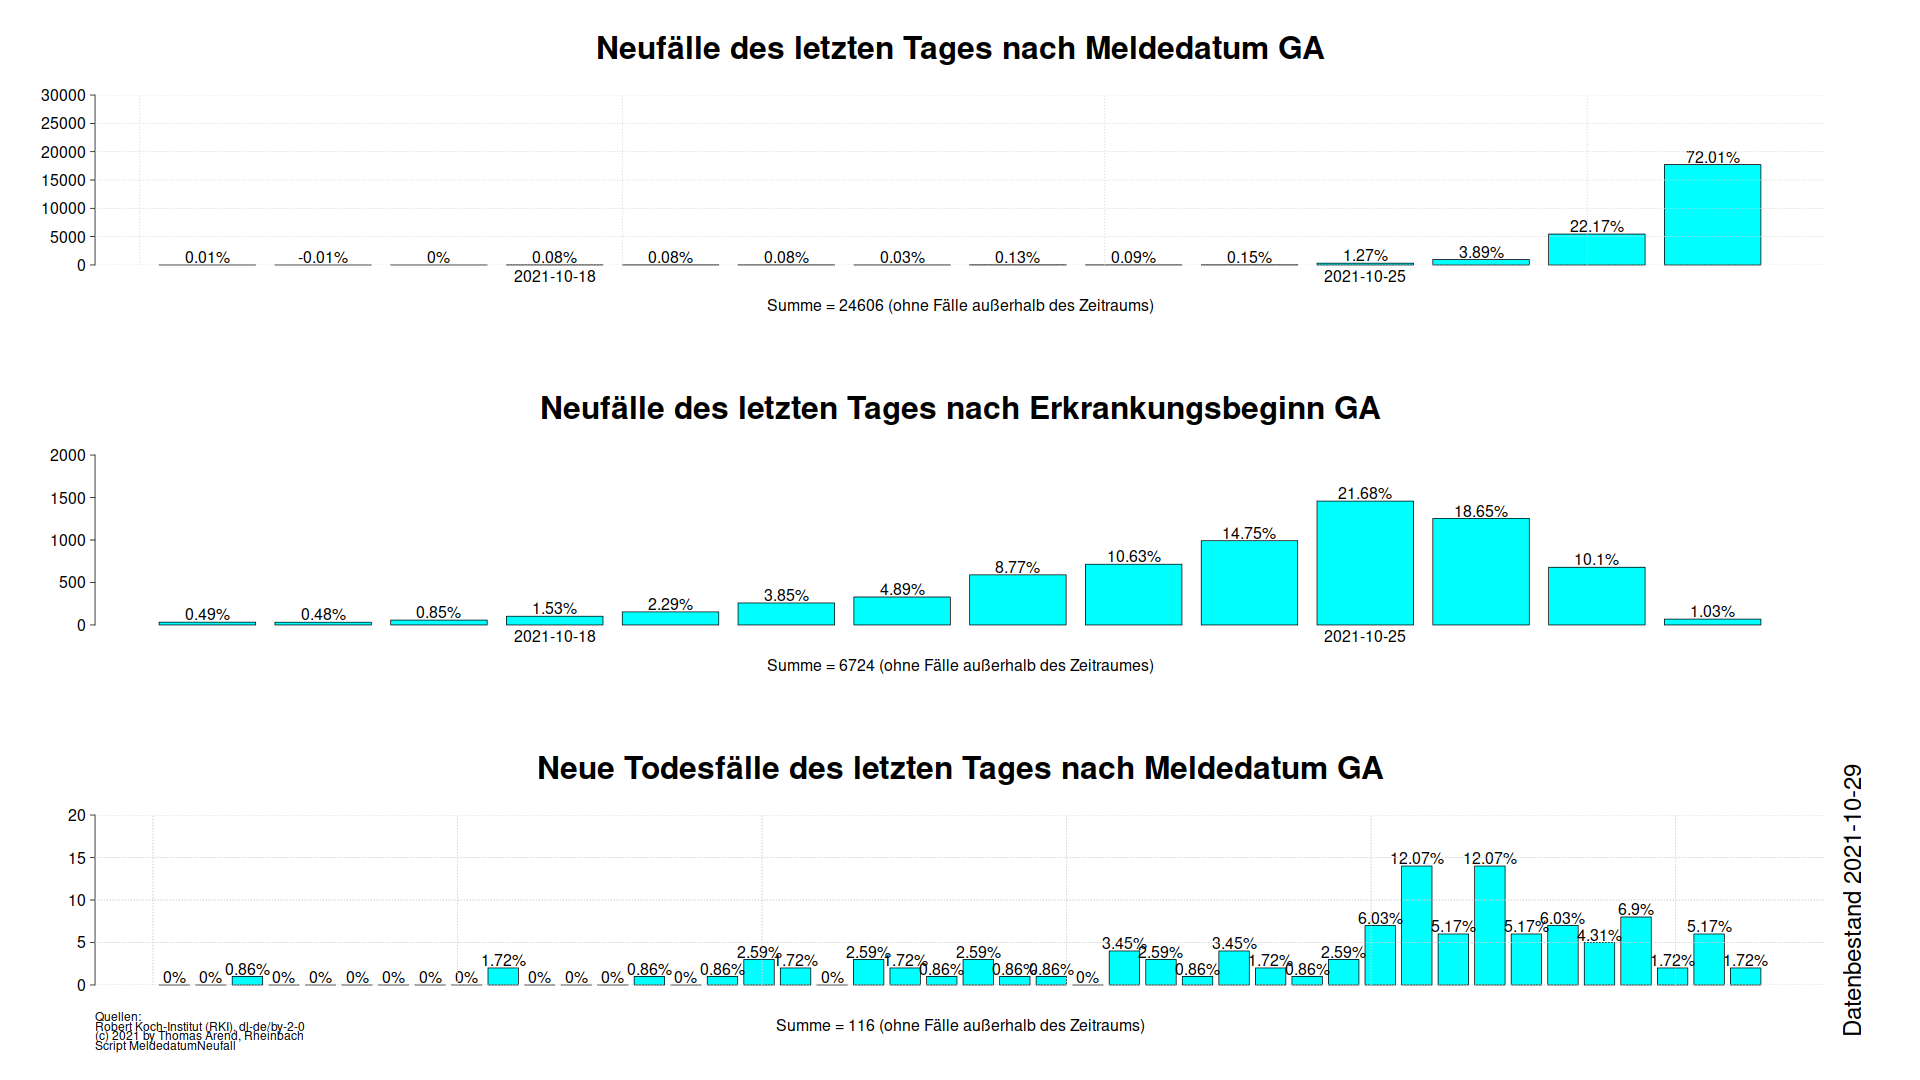 Neufälle des letzten Tages nach Meldedatum GA
30000
25000
20000
15000
10000
5000
0
0.01% -0.01% 0% 0.08% 0.08% 0.08% 0.03% 0.13% 0.09% 0.15% 1.27% 3.89% 22.17% 72.01%
2021-10-18 2021-10-25
Summe = 24606 (ohne Fälle außerhalb des Zeitraums)
Neufälle des letzten Tages nach Erkrankungsbeginn GA
2000
1500
1000
500
0
0.49% 0.48% 0.85% 1.53% 2.29% 3.85% 4.89% 8.77% 10.63% 14.75% 21.68% 18.65% 10.1% 1.03%
2021-10-18 2021-10-25
Summe = 6724 (ohne Fälle außerhalb des Zeitraumes)
Neue Todesfälle des letzten Tages nach Meldedatum GA
20
15
10
5
0
0% 0% 0.86% 0% 0% 0% 0% 0% 0% 1.72% 0% 0% 0% 0.86% 0% 0.86% 2.59% 1.72% 0% 2.59% 1.72% 0.86% 2.59% 0.86% 0.86% 0% 3.45% 2.59% 0.86% 3.45% 1.72% 0.86% 2.59% 6.03% 12.07% 5.17% 12.07% 5.17% 6.03% 4.31% 6.9% 1.72% 5.17% 1.72%
Summe = 116 (ohne Fälle außerhalb des Zeitraums)
Quellen:
Robert Koch-Institut (RKI), dl-de/by-2-0
(c) 2021 by Thomas Arend, Rheinbach
Script MeldedatumNeufall
Datenbestand 2021-10-29